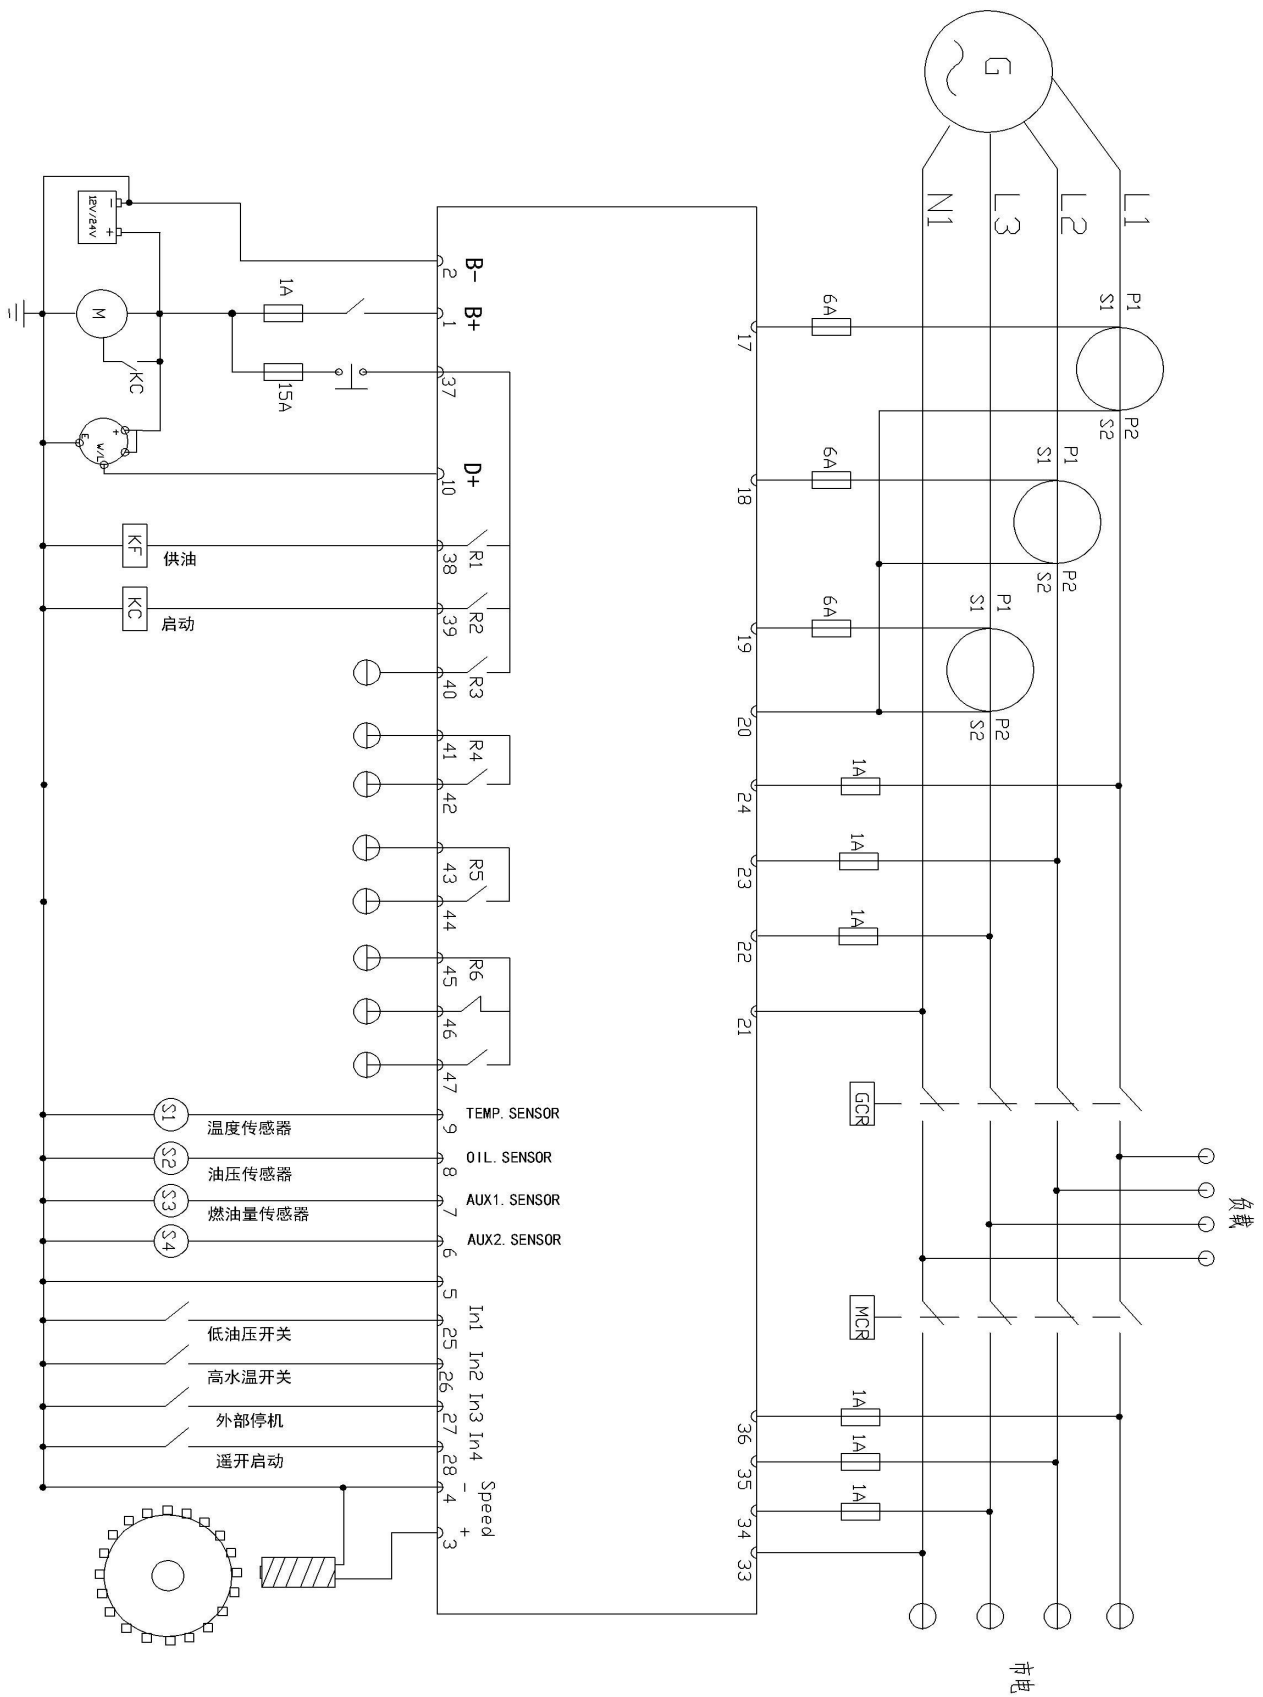 G
N1
L3
L2
L1
12V/24V
-
+
B-
2
B+
1
1A
M
KC
15A
37
+
W/L
E
D+
10
KF
供油
38
R1
KC
启动
39
R2
40
R3
41
R4
42
43
R5
44
45
R6
46
47
S1
温度传感器
9
TEMP. SENSOR
S2
油压传感器
8
OIL. SENSOR
S3
燃油量传感器
7
AUX1. SENSOR
S4
6
AUX2. SENSOR
5
In1
低油压开关
25
In2
高水温开关
26
In3
外部停机
27
In4
遥开启动
28
-
4
Speed
+
3
17
6A
S1
P1
S2
P2
18
6A
S1
P1
S2
P2
19
6A
S1
P1
20
S2
P2
24
1A
23
1A
22
1A
21
GCR
负载
MCR
36
1A
35
1A
34
1A
33
市电